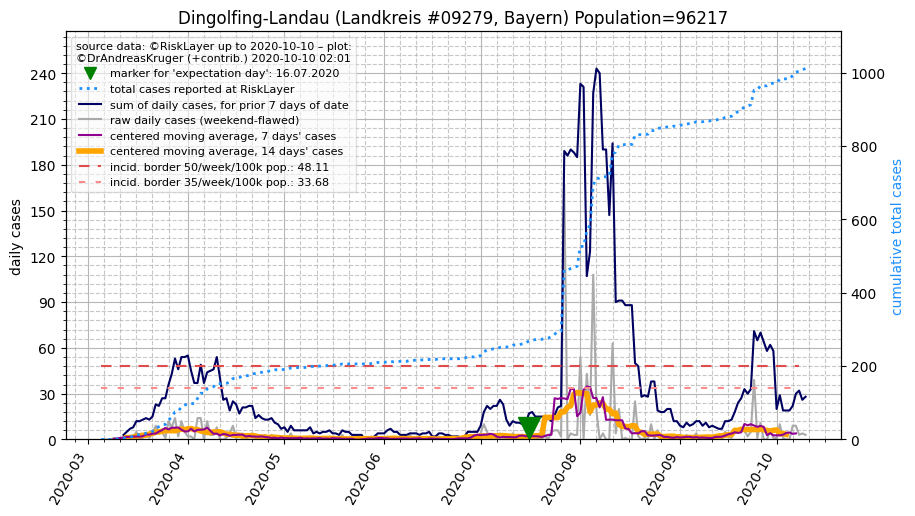 Dingolfing-Landau (Landkreis #09279, Bayern) Population=96217
source data: ©RiskLayer up to 2020-10-10 – plot:
©DrAndreasKruger (+contrib.) 2020-10-10 02:01
marker for 'expectation day': 16.07.2020
total cases reported at RiskLayer
sum of daily cases, for prior 7 days of date
raw daily cases (weekend-flawed)
centered moving average, 7 days' cases
centered moving average, 14 days' cases
incid. border 50/week/100k pop.: 48.11
incid. border 35/week/100k pop.: 33.68
daily cases
240
210
180
150
120
90
60
30
0
cumulative total cases
1000
800
600
400
200
0
2020-03
2020-04
2020-05
2020-06
2020-07
2020-08
2020-09
2020-10